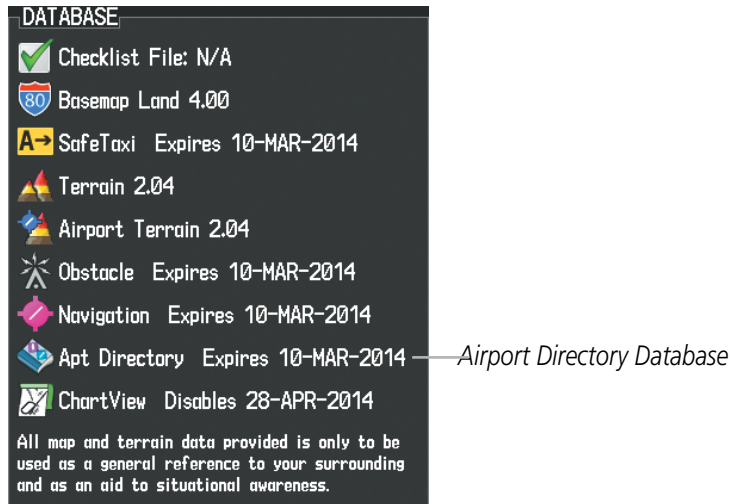 DATABASE
Checklist File: N/A
80 Basemap Land 4.00
A→ SafeTaxi Expires 10-MAR-2014
Terrain 2.04
Airport Terrain 2.04
Obstacle Expires 10-MAR-2014
Navigation Expires 10-MAR-2014
Apt Directory Expires 10-MAR-2014 Airport Directory Database
ChartView Disables 28-APR-2014
All map and terrain data provided is only to be
used as a general reference to your surrounding
and as an aid to situational awareness.